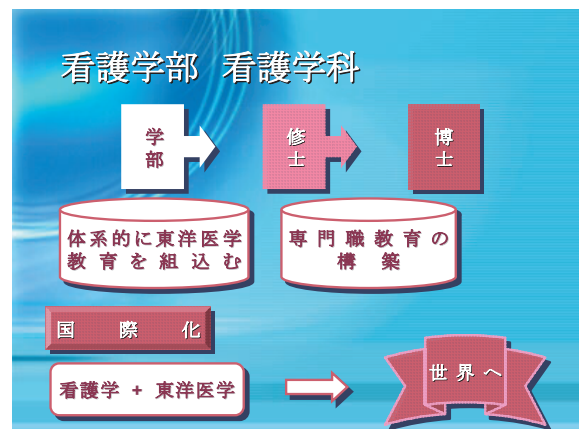 看護学部 看護学科
学部
修士
博士
体系的に東洋医学
教育を組込む
専門職教育の
構築
国際化
看護学 + 東洋医学
世界へ